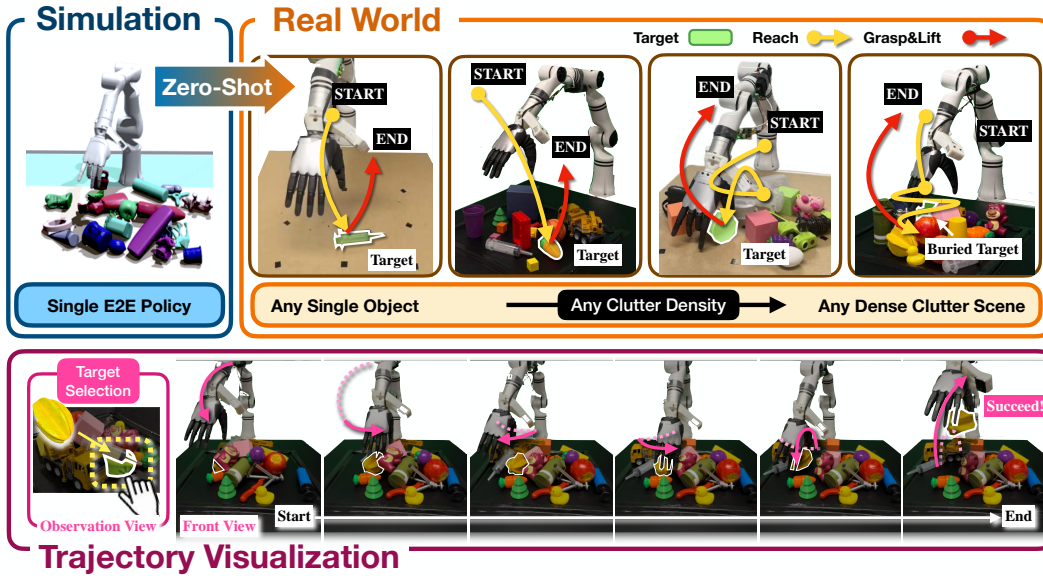 Simulation
Real World
Target
Reach
Grasp&Lift
Zero-Shot
START
END
Target
START
END
Target
END
START
Target
END
START
Buried Target
Single E2E Policy
Any Single Object
Any Clutter Density
Any Dense Clutter Scene
Target
Selection
Observation View
Front View
Start
Succeed!
End
Trajectory Visualization